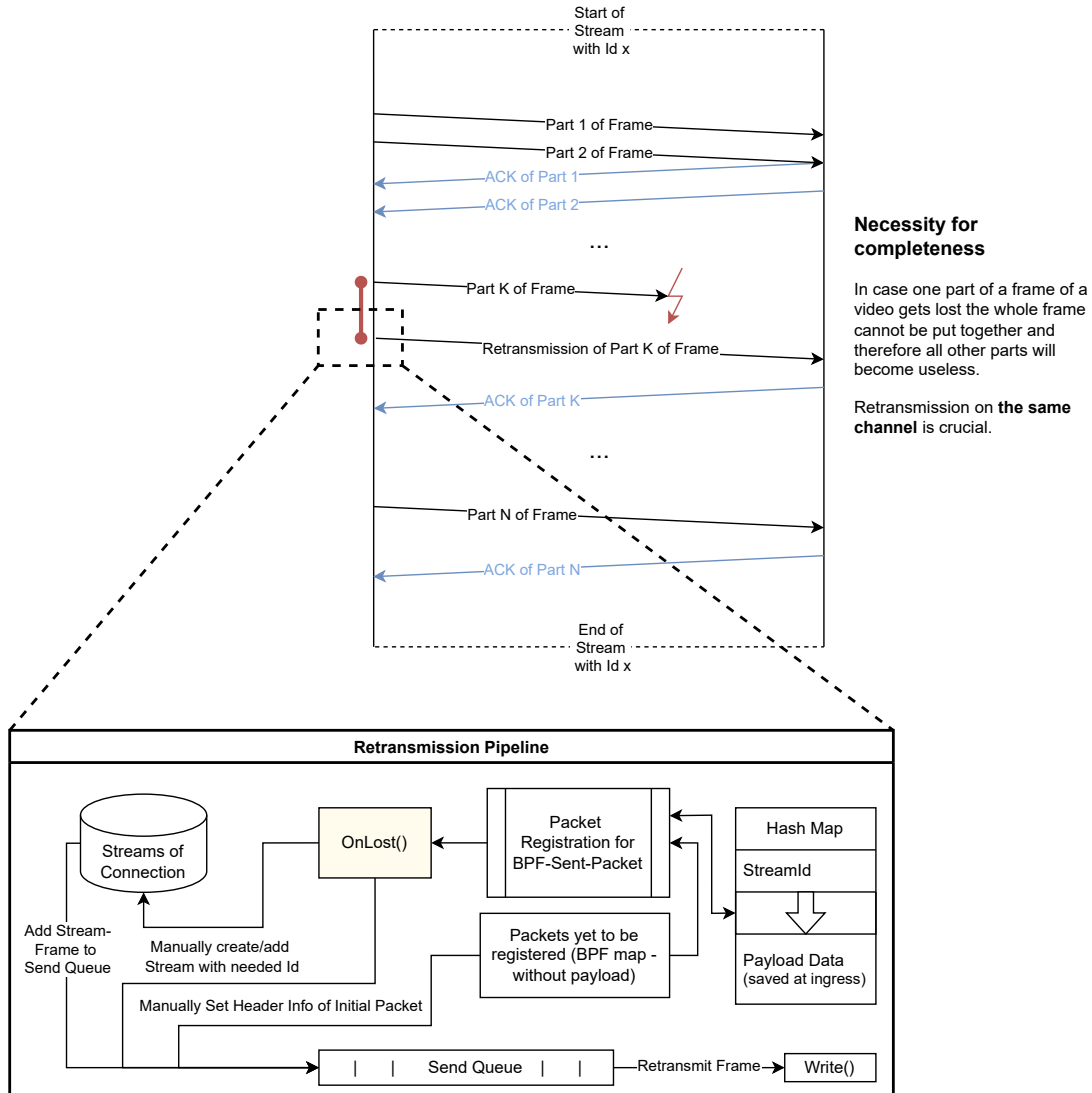 Start of
Stream
with Id x
Part 1 of Frame
Part 2 of Frame
ACK of Part 1
ACK of Part 2
...
Part K of Frame
Retransmission of Part K of Frame
ACK of Part K
...
Part N of Frame
ACK of Part N
End of
Stream
with Id x
Necessity for
completeness
In case one part of a frame of a
video gets lost the whole frame
cannot be put together and
therefore all other parts will
become useless.
Retransmission on the same
channel is crucial.
Retransmission Pipeline
Streams of
Connection
OnLost()
Packet
Registration for
BPF-Sent-Packet
Hash Map
StreamId
Payload Data
(saved at ingress)
Add Stream-
Frame to
Send Queue
Manually create/add
Stream with needed Id
Packets yet to be
registered (BPF map -
without payload)
Manually Set Header Info of Initial Packet
| | Send Queue | |
Retransmit Frame
Write()